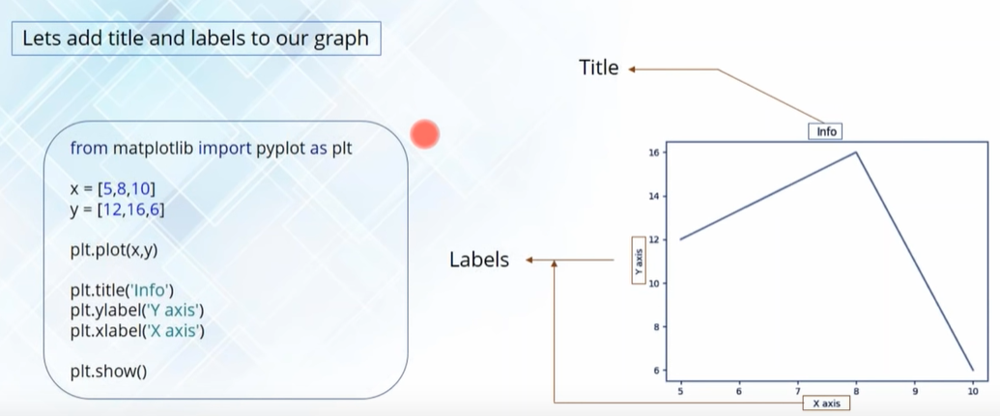 Lets add title and labels to our graph
from matplotlib import pyplot as plt
x = [5,8,10]
y = [12,16,6]
plt.plot(x,y)
plt.title('Info')
plt.ylabel('Y axis')
plt.xlabel('X axis')
plt.show()
Title
Labels
Info
16
14
12
10
8
6
Y axis
5 6 7 8 9 10
X axis